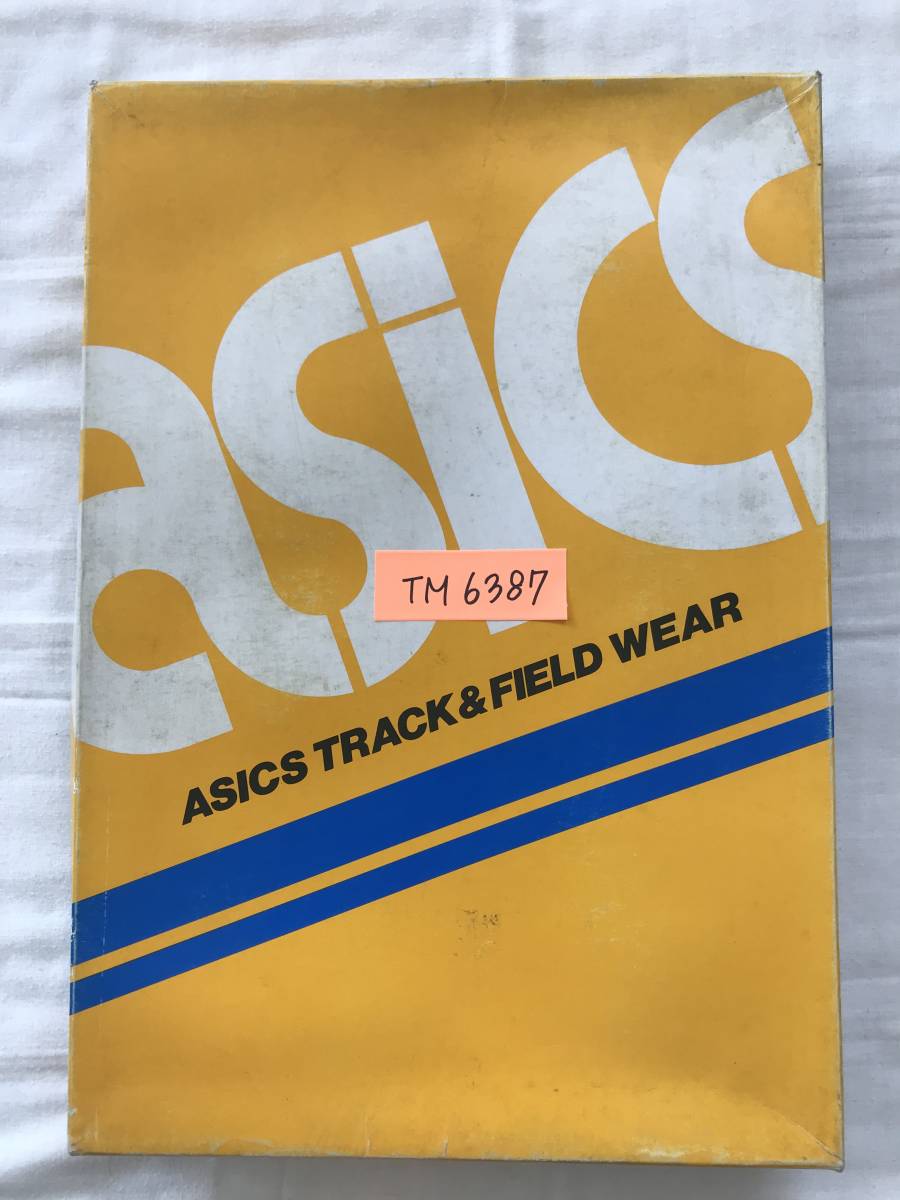 asics
TM 6387
ASICS TRACK & FIELD WEAR